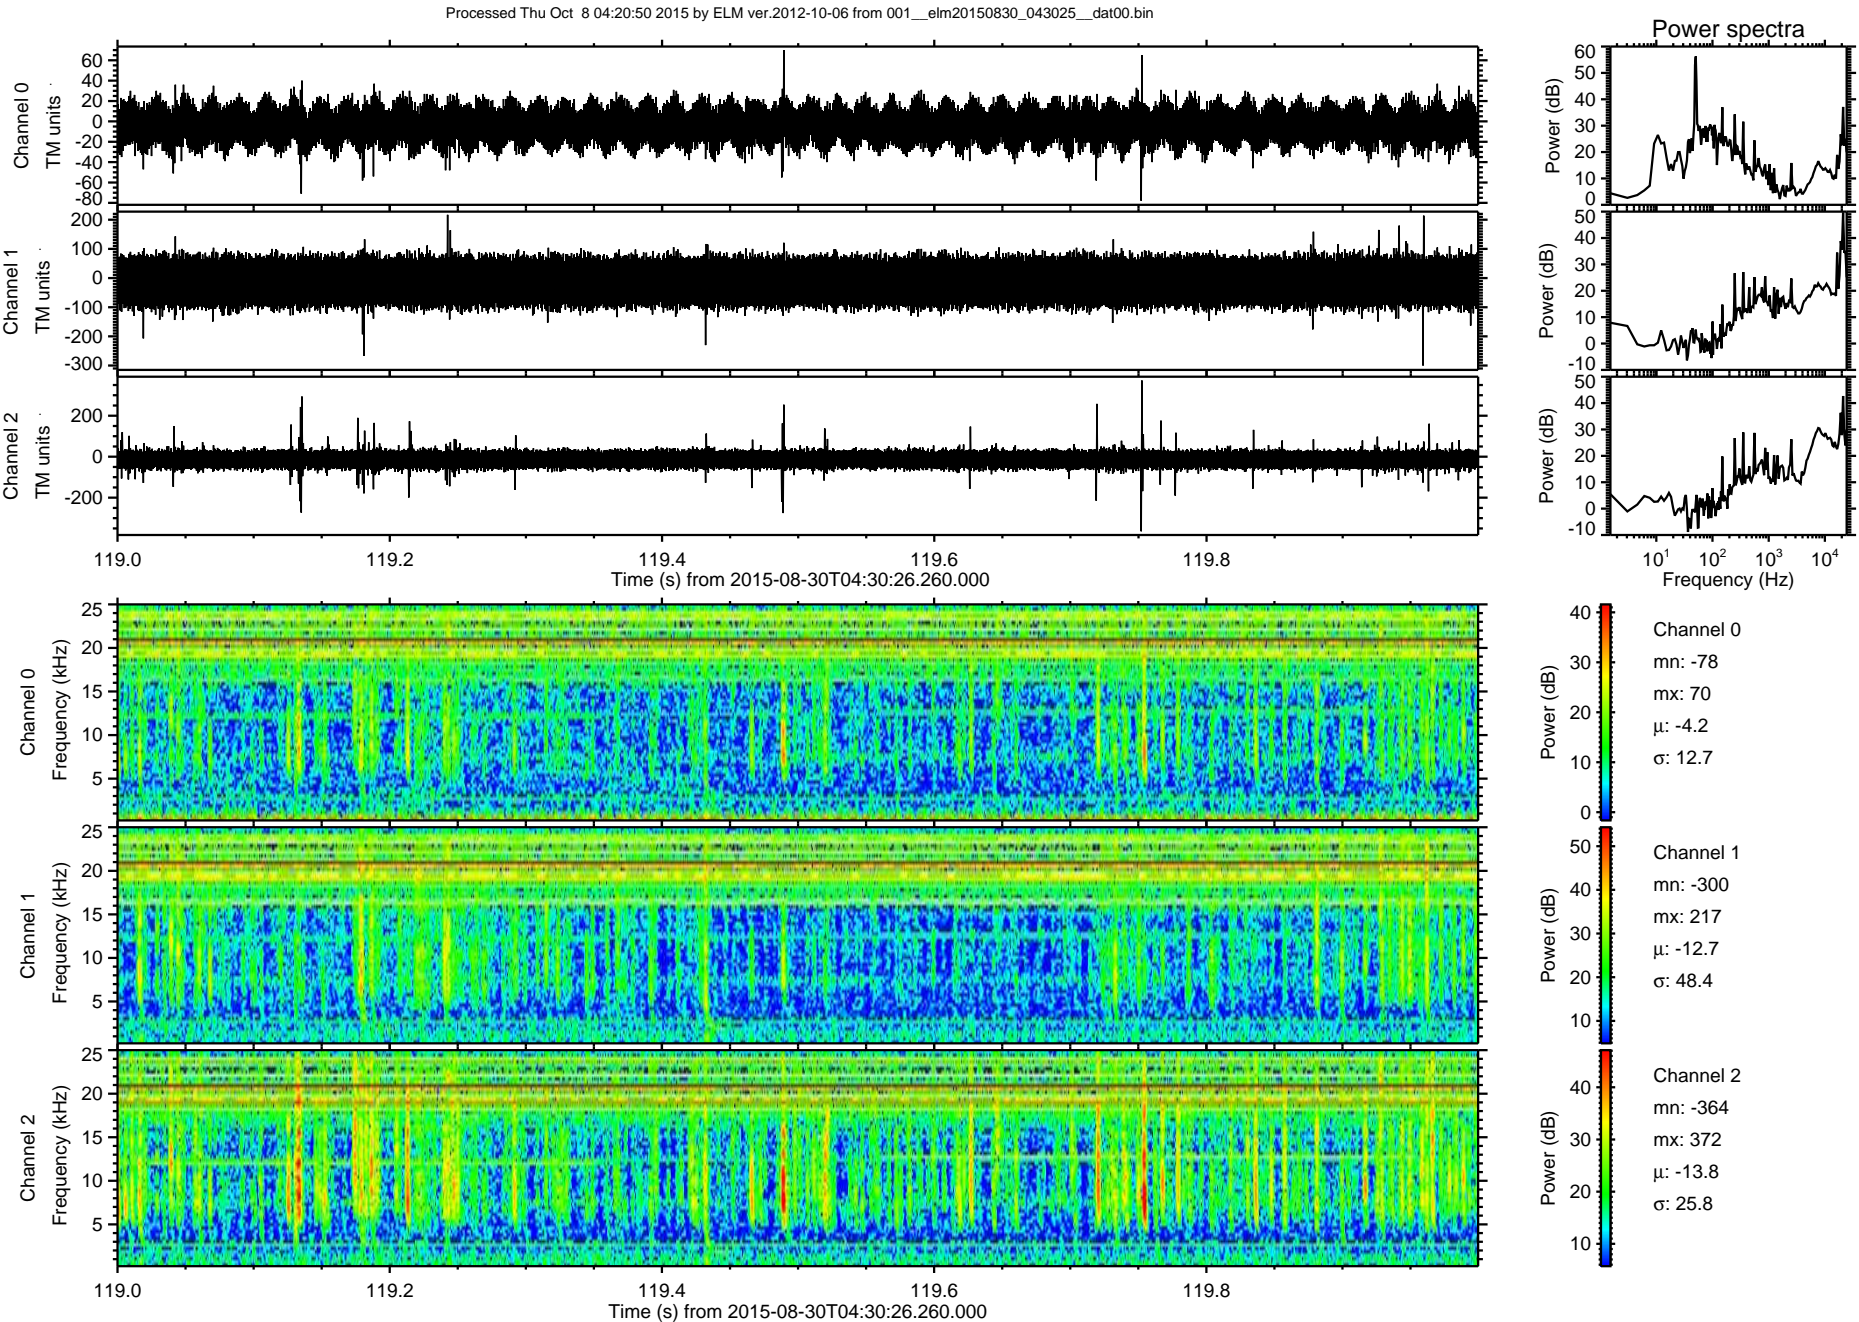 Processed Thu Oct 8 04:20:50 2015 by ELM ver.2012-10-06 from 001__elm20150830_043025__dat00.bin
Power spectra
Channel 0
TM units
60
40
20
0
-20
-40
-60
-80
Power (dB)
60
50
40
30
20
10
0
Channel 1
TM units
200
100
0
-100
-200
-300
Power (dB)
50
40
30
20
10
0
-10
Channel 2
TM units
200
0
-200
Power (dB)
50
40
30
20
10
0
-10
119.0 119.2 119.4 119.6 119.8
Time (s) from 2015-08-30T04:30:26.260.000
10^1 10^2 10^3 10^4
Frequency (Hz)
Channel 0
Frequency (kHz)
25
20
15
10
5
Power (dB)
40
30
20
10
0
Channel 0
mn: -78
mx: 70
μ: -4.2
σ: 12.7
Channel 1
Frequency (kHz)
25
20
15
10
5
Power (dB)
50
40
30
20
10
Channel 1
mn: -300
mx: 217
μ: -12.7
σ: 48.4
Channel 2
Frequency (kHz)
25
20
15
10
5
Power (dB)
40
30
20
10
Channel 2
mn: -364
mx: 372
μ: -13.8
σ: 25.8
119.0 119.2 119.4 119.6 119.8
Time (s) from 2015-08-30T04:30:26.260.000